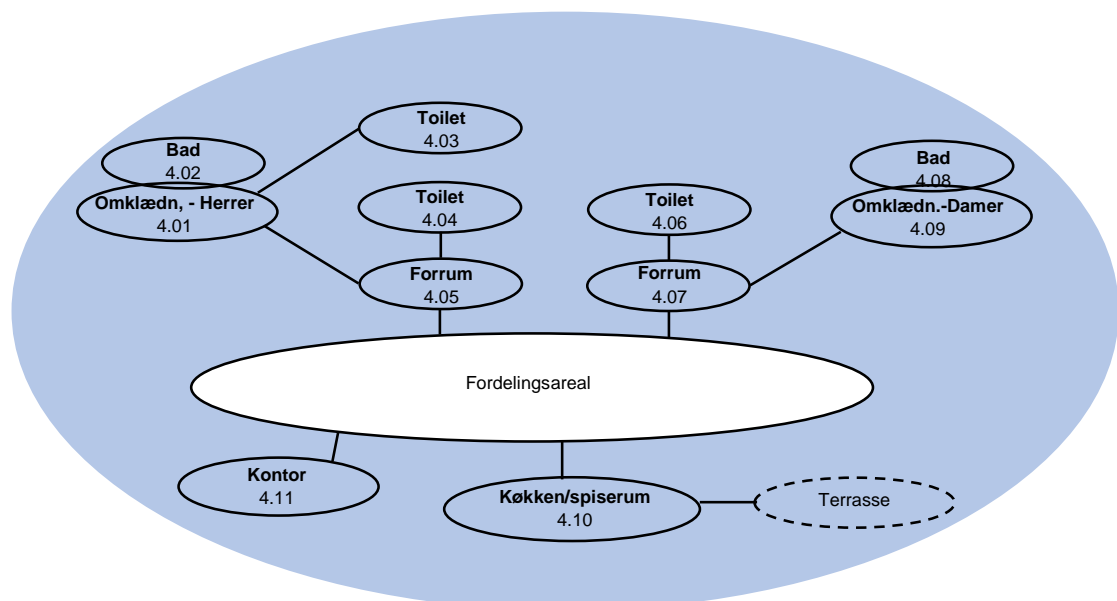 Toilet
4.03
Bad
4.02
Omklædn, - Herrer
4.01
Toilet
4.04
Forrum
4.05
Toilet
4.06
Forrum
4.07
Bad
4.08
Omklædn.-Damer
4.09
Fordelingsareal
Kontor
4.11
Køkken/spiserum
4.10
Terrasse